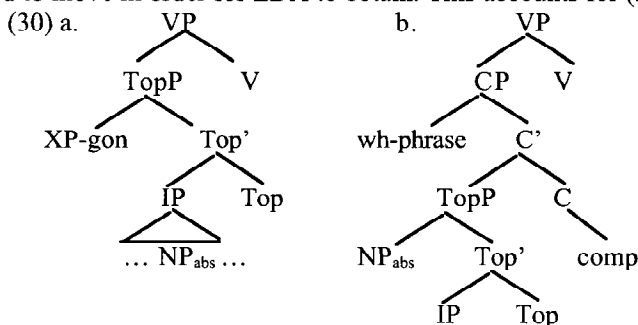 to move in order for LDA to obtain. This accounts for (
(30) a. VP b. VP
TopP V CP V
XP-gon Top' wh-phrase C'
IP Top TopP C
... NPabs ... NPabs Top' comp
IP Top